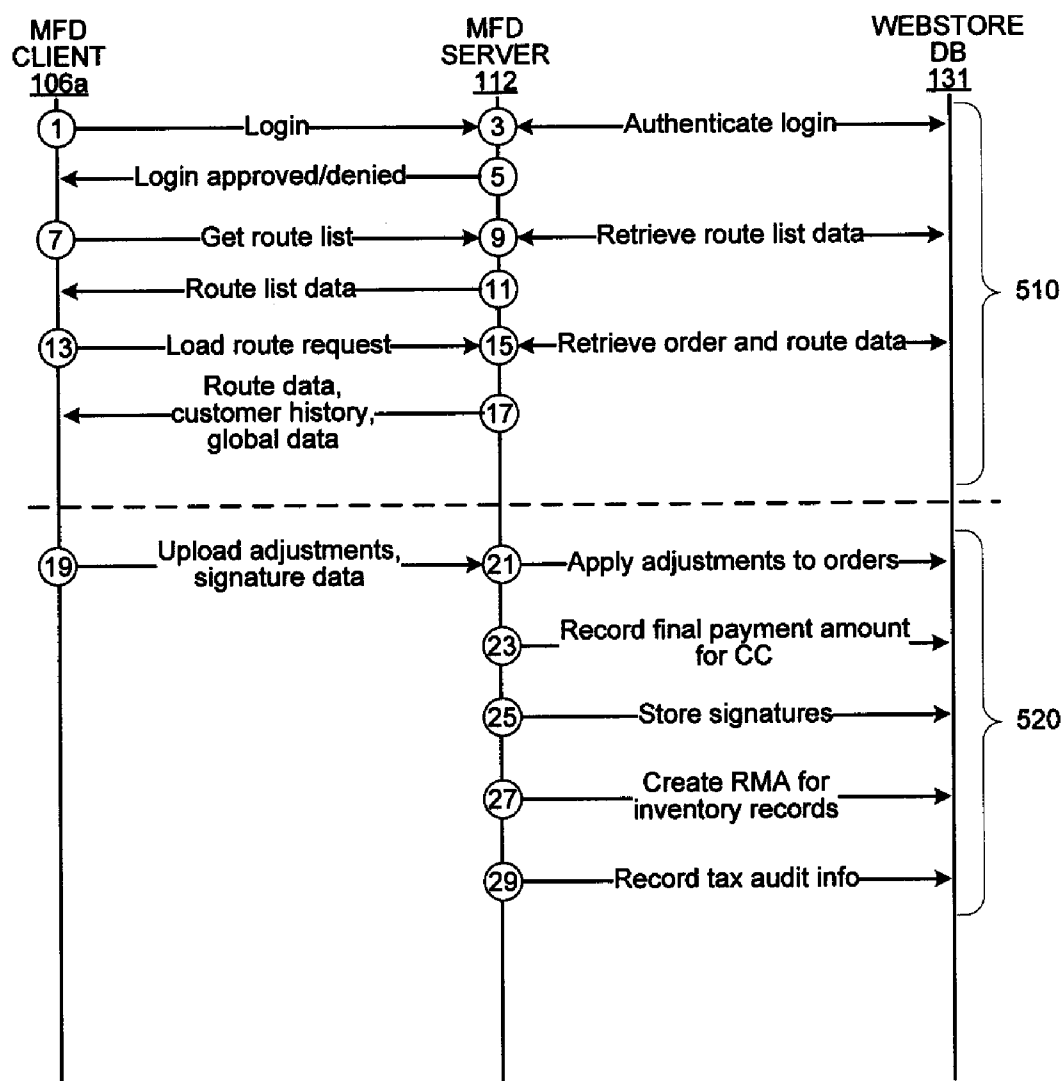 MFD
CLIENT
106a
MFD
SERVER
112
WEBSTORE
DB
131
1
Login
3
Authenticate login
Login approved/denied
5
7
Get route list
9
Retrieve route list data
Route list data
11
510
13
Load route request
15
Retrieve order and route data
Route data,
customer history,
global data
17
19
Upload adjustments,
signature data
21
Apply adjustments to orders
23
Record final payment amount
for CC
25
Store signatures
520
27
Create RMA for
inventory records
29
Record tax audit info